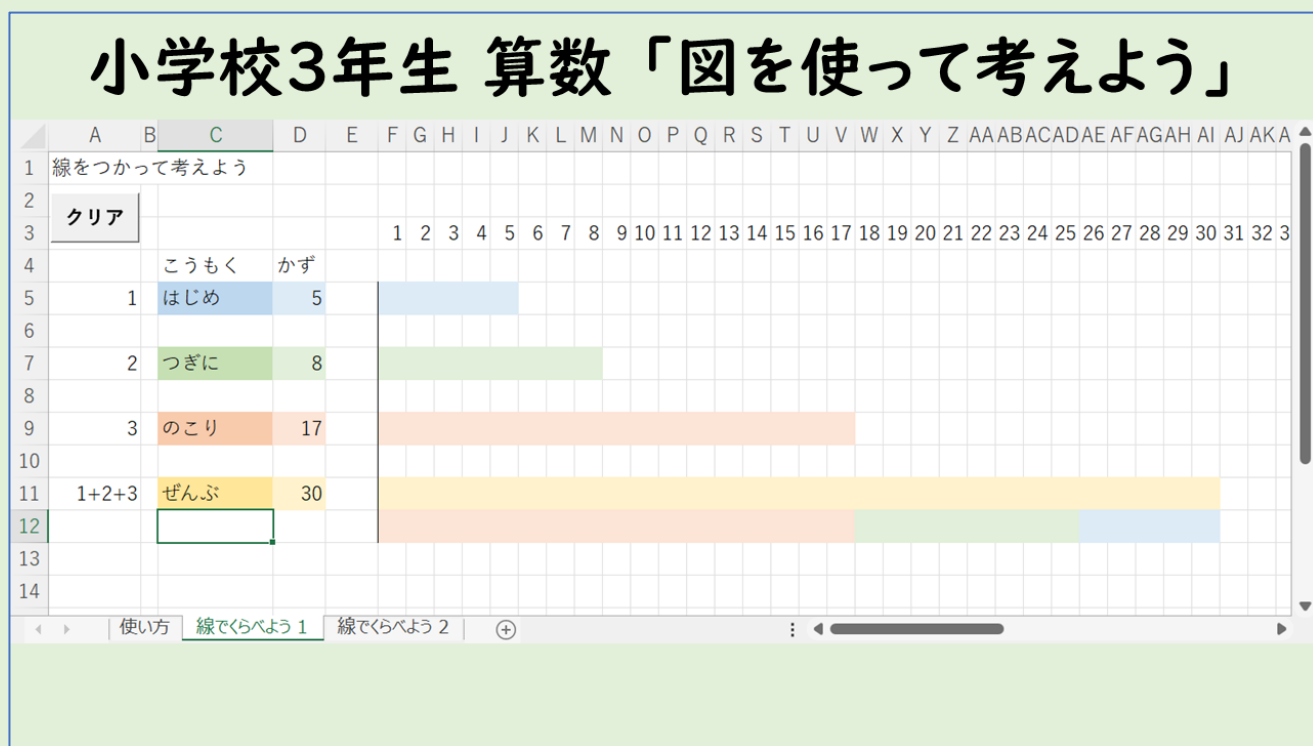 小学校3年生 算数「図を使って考えよう」
A B C D E F G H I J K L M N O P Q R S T U V W X Y Z AA AB AC AD AE AF AG AH AI AJ AK A
1 線をつかって考えよう
2
クリア
3 1 2 3 4 5 6 7 8 9 10 11 12 13 14 15 16 17 18 19 20 21 22 23 24 25 26 27 28 29 30 31 32 3
4 こうもく かず
5 1 はじめ 5
6
7 2 つぎに 8
8
9 3 のこり 17
10
11 1+2+3 ぜんぶ 30
12
13
14
使い方 線でくらべよう 1 線でくらべよう 2